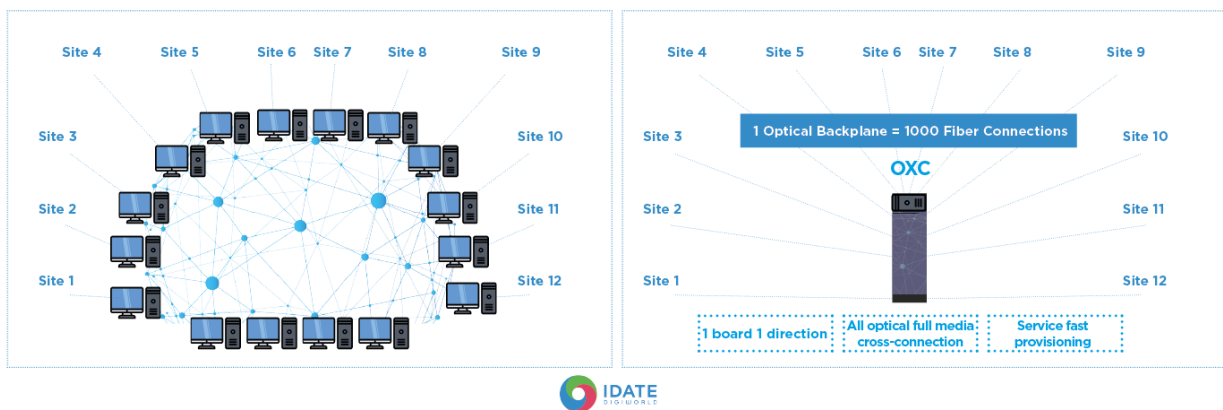 Site 4
Site 5
Site 6
Site 7
Site 8
Site 9
Site 3
Site 10
Site 2
Site 11
Site 1
Site 12
Site 4
Site 5
Site 6
Site 7
Site 8
Site 9
1 Optical Backplane = 1000 Fiber Connections
Site 3
Site 10
OXC
Site 2
Site 11
Site 1
Site 12
1 board 1 direction
All optical full media
cross-connection
Service fast
provisioning
IDATE
DIGIWORLD